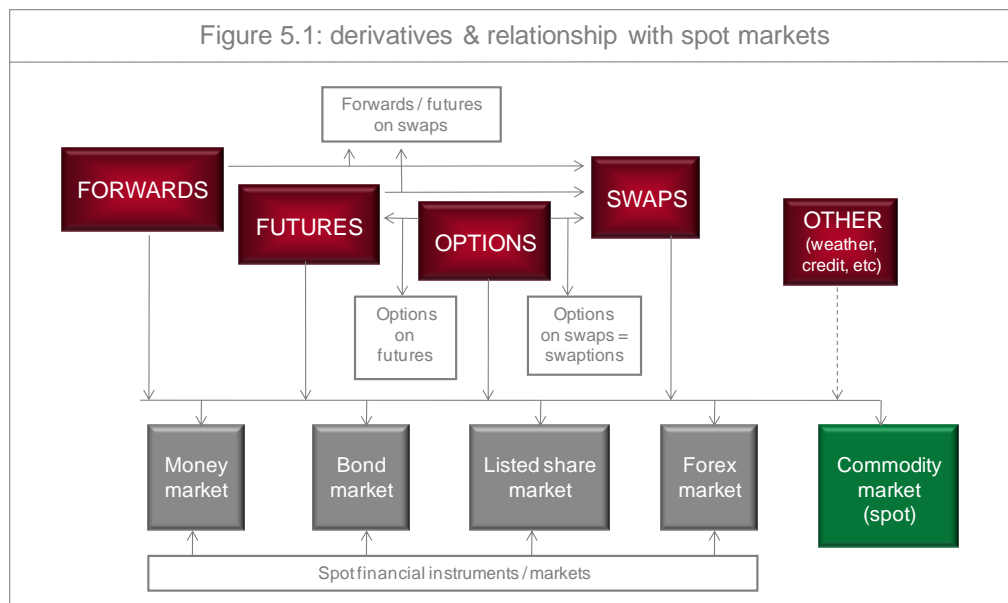 Figure 5.1: derivatives & relationship with spot markets
Forwards / futures
on swaps
FORWARDS
FUTURES
OPTIONS
SWAPS
OTHER
(weather,
credit, etc)
Options
on
futures
Options
on swaps =
swaptions
Money
market
Bond
market
Listed share
market
Forex
market
Commodity
market
(spot)
Spot financial instruments / markets